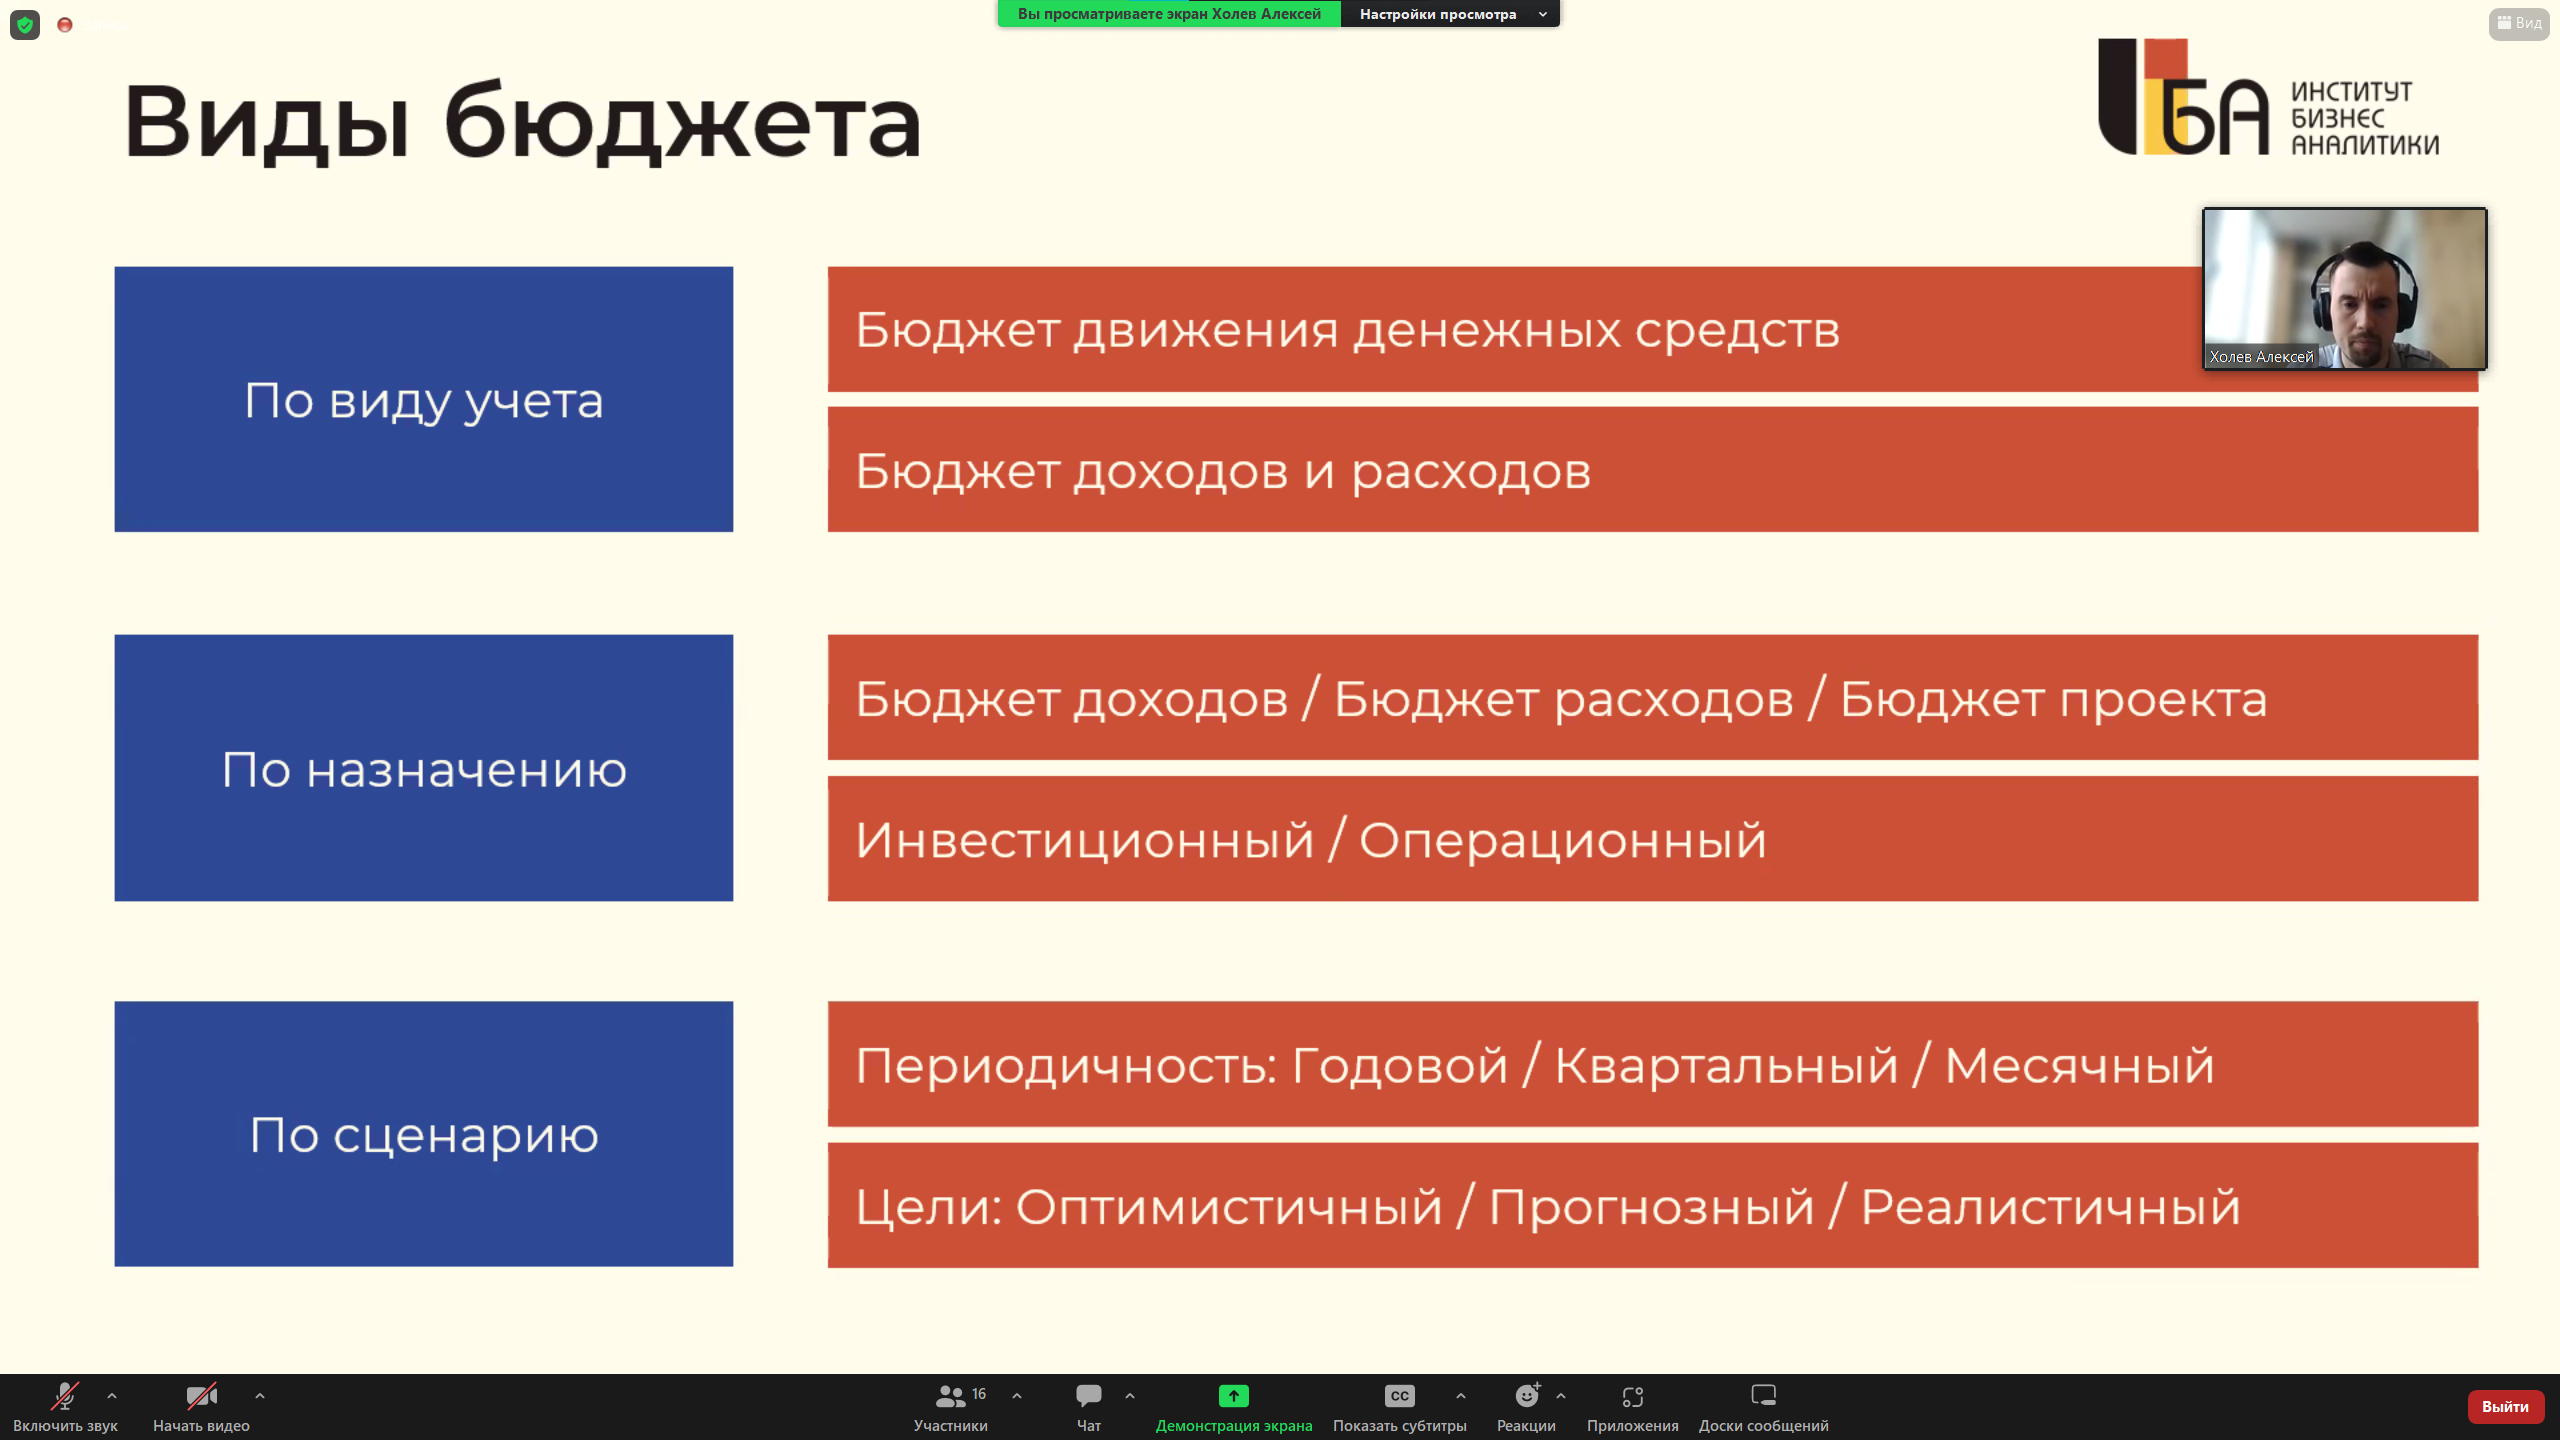 Вы просматриваете экран Холев Алексей
Настройки просмотра
Вид
Виды бюджета
БА
ИНСТИТУТ
БИЗНЕС
АНАЛИТИКИ
Холев Алексей
По виду учета
Бюджет движения денежных средств
Бюджет доходов и расходов
По назначению
Бюджет доходов / Бюджет расходов / Бюджет проекта
Инвестиционный / Операционный
По сценарию
Периодичность: Годовой / Квартальный / Месячный
Цели: Оптимистичный / Прогнозный / Реалистичный
Включить звук
Начать видео
16
Участники
Чат
Демонстрация экрана
CC
Показать субтитры
Реакции
Приложения
Доски сообщений
Выйти